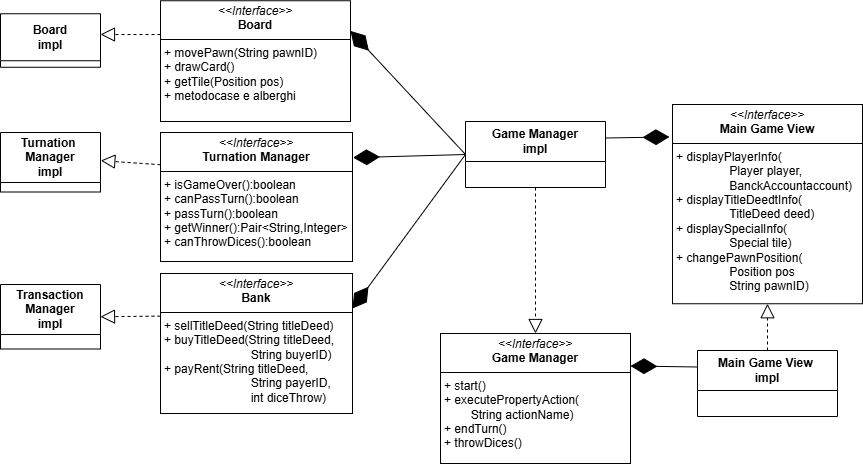 Board
impl
<<Interface>>
Board
+ movePawn(String pawnID)
+ drawCard()
+ getTile(Position pos)
+ metodocase e alberghi
Turnation
Manager
impl
<<Interface>>
Turnation Manager
+ isGameOver():boolean
+ canPassTurn():boolean
+ passTurn():boolean
+ getWinner():Pair<String,Integer>
+ canThrowDices():boolean
Transaction
Manager
impl
<<Interface>>
Bank
+ sellTitleDeed(String titleDeed)
+ buyTitleDeed(String titleDeed,
String buyerID)
+ payRent(String titleDeed,
String payerID,
int diceThrow)
Game Manager
impl
<<Interface>>
Main Game View
+ displayPlayerInfo(
Player player,
BanckAccountaccount)
+ displayTitleDeedtInfo(
TitleDeed deed)
+ displaySpecialInfo(
Special tile)
+ changePawnPosition(
Position pos
String pawnID)
<<Interface>>
Game Manager
+ start()
+ executePropertyAction(
String actionName)
+ endTurn()
+ throwDices()
Main Game View
impl